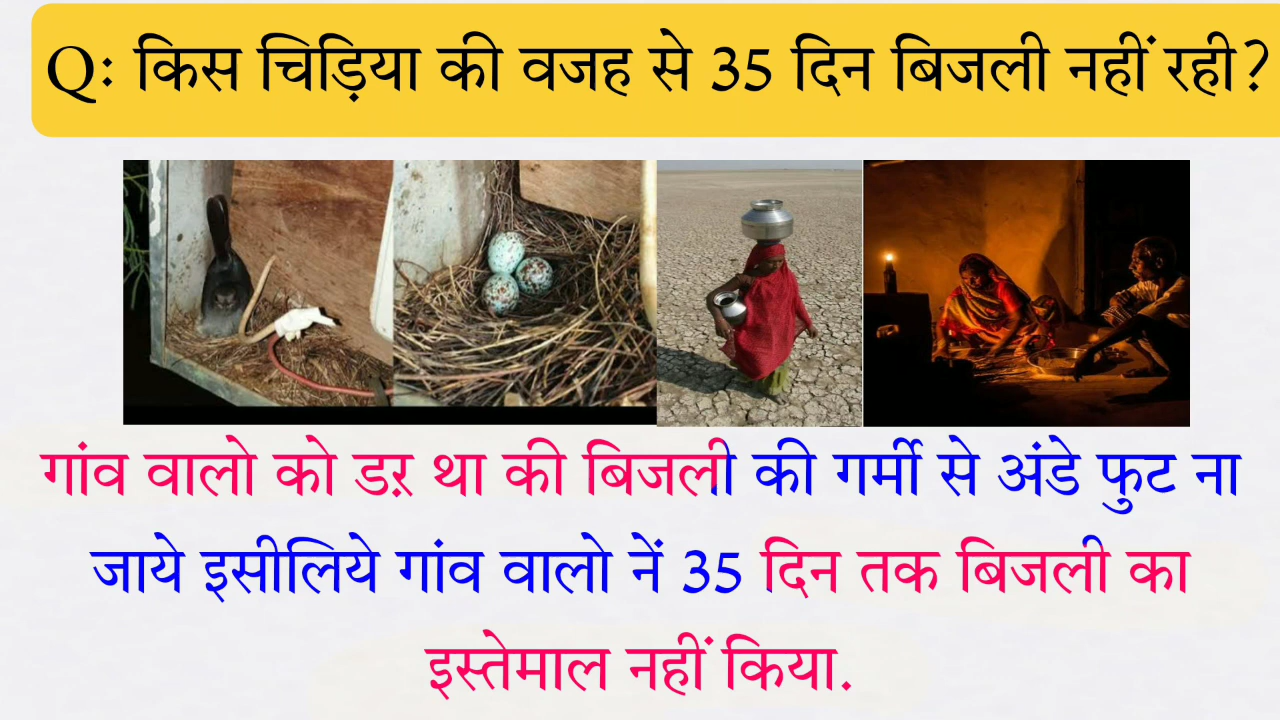 Q: किस चिड़िया की वजह से 35 दिन बिजली नहीं रही?
गांव वालो को डऱ था की बिजली की गर्मी से अंडे फुट ना
जाये इसीलिये गांव वालो नें 35 दिन तक बिजली का
इस्तेमाल नहीं किया.